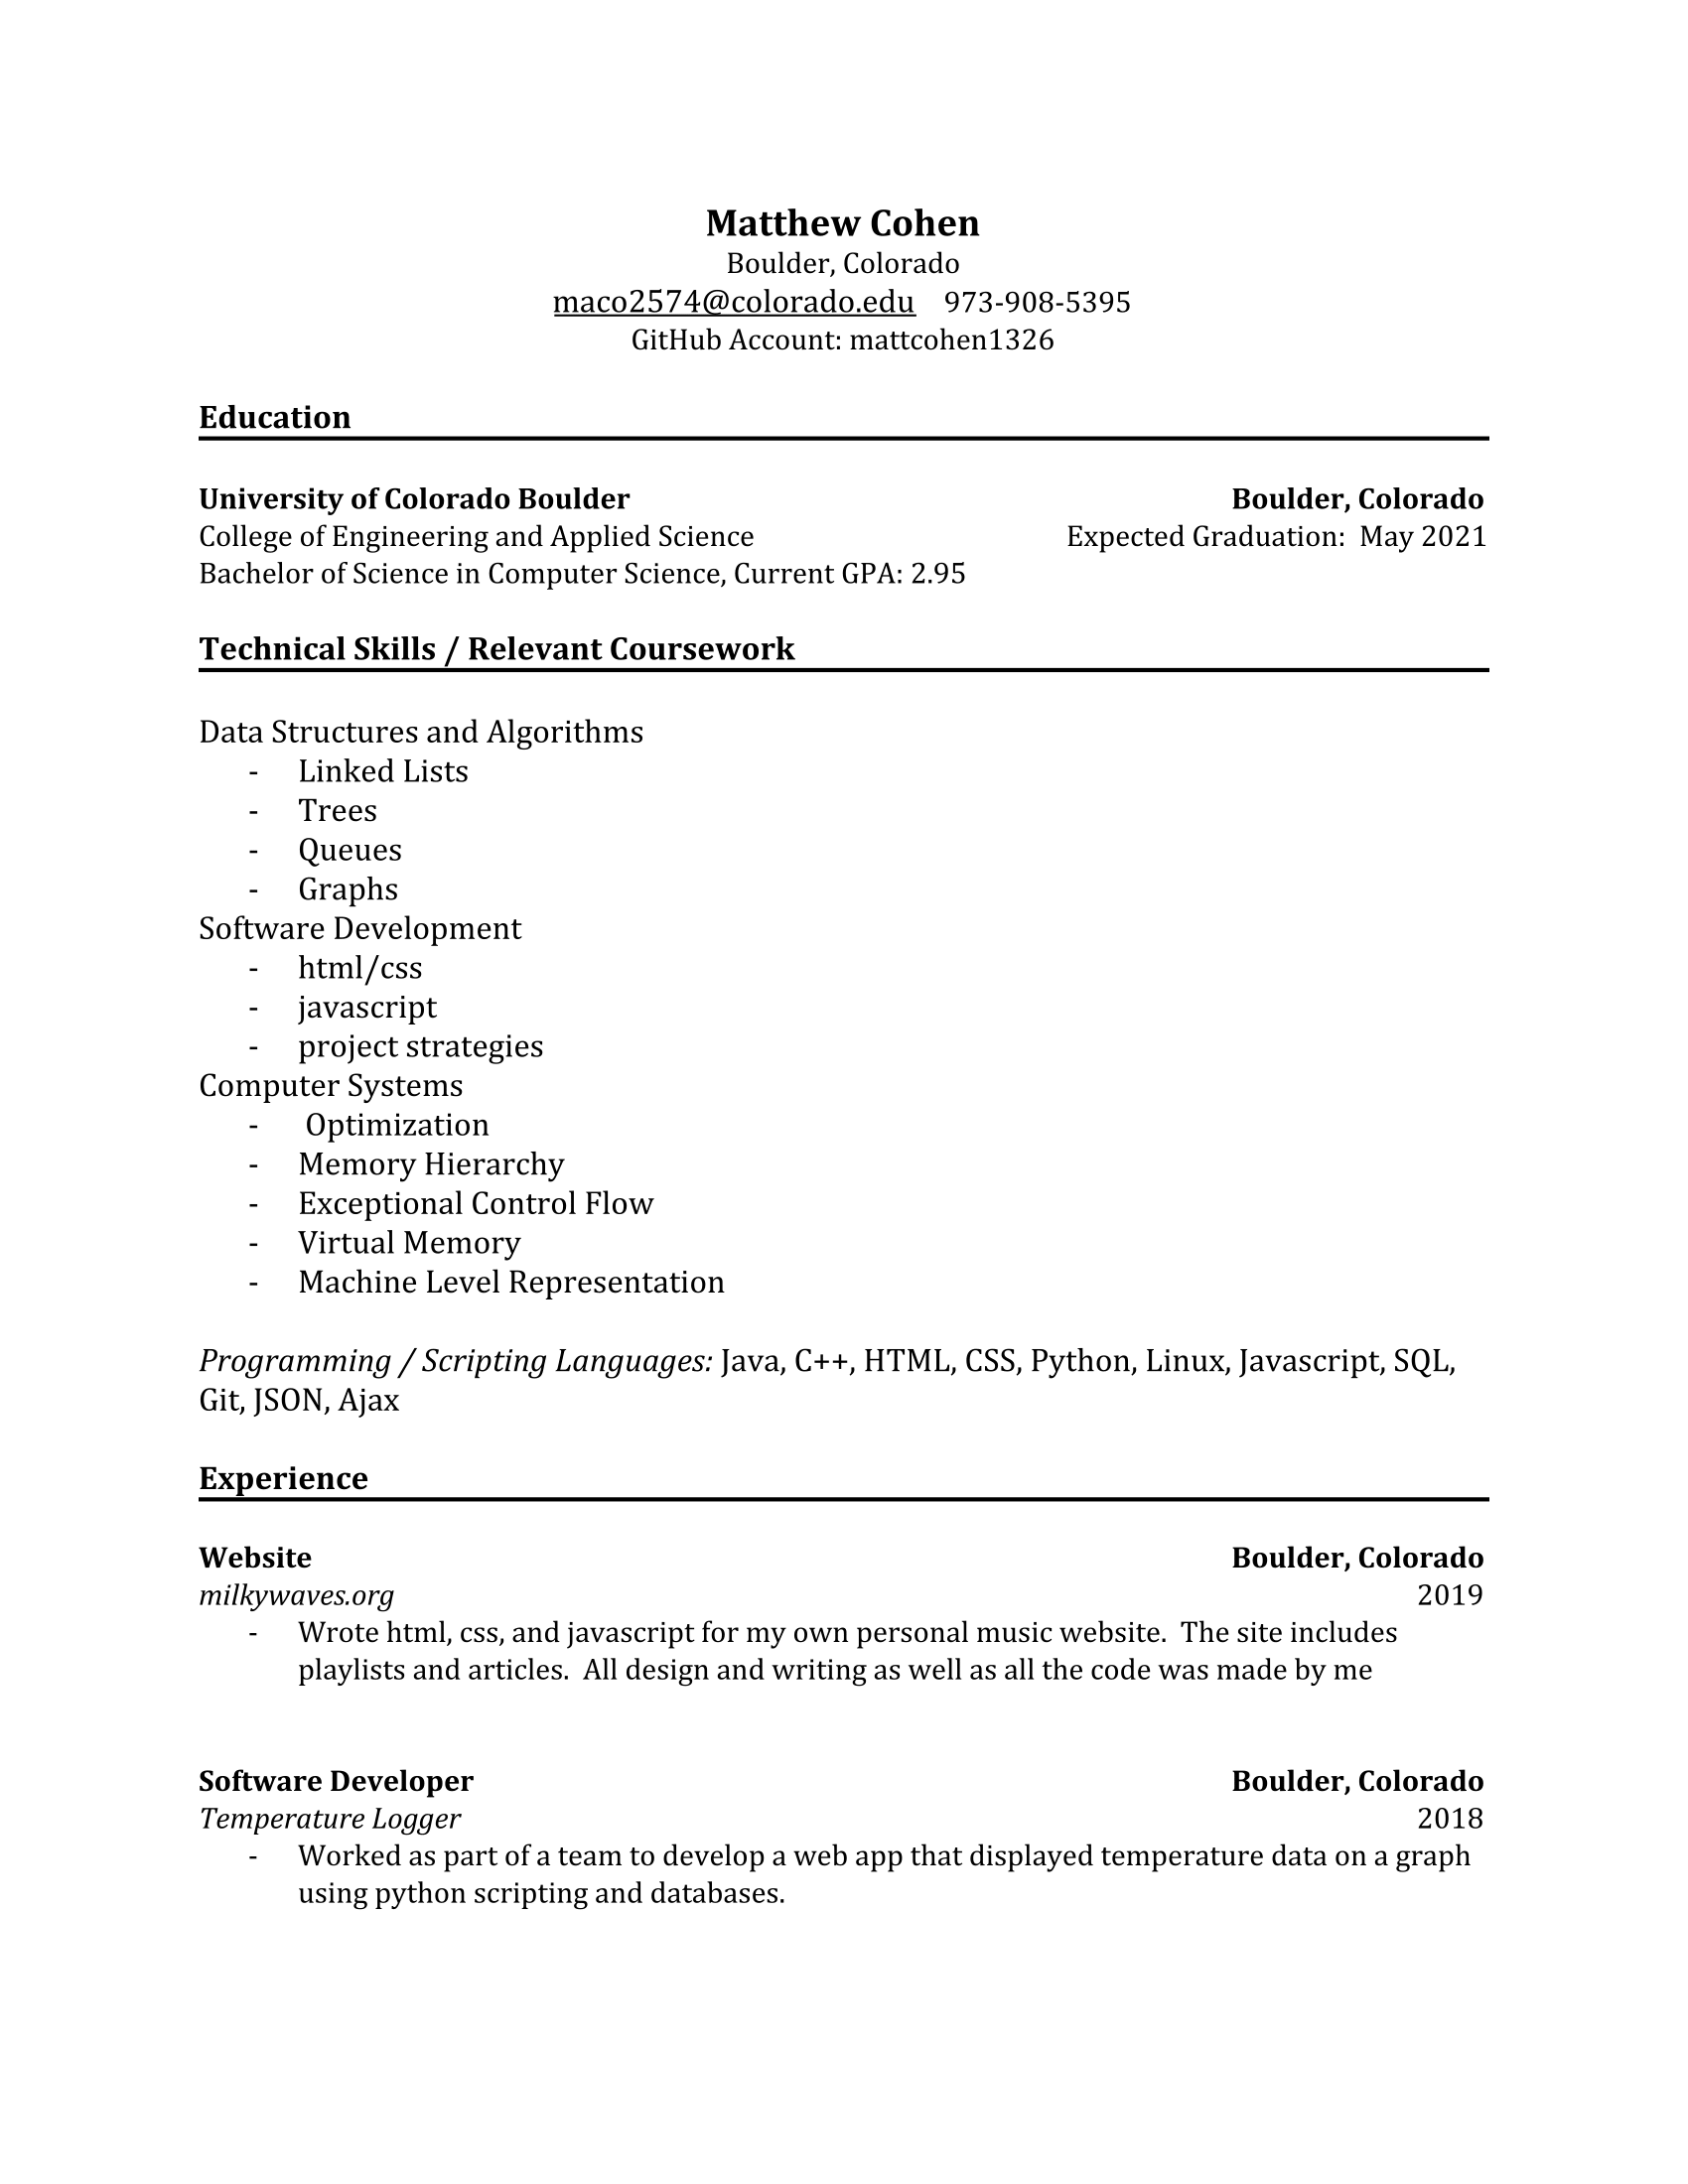 Matthew Cohen
Boulder, Colorado
maco2574@colorado.edu 973-908-5395
GitHub Account: mattcohen1326
Education
University of Colorado Boulder Boulder, Colorado
College of Engineering and Applied Science Expected Graduation: May 2021
Bachelor of Science in Computer Science, Current GPA: 2.95
Technical Skills / Relevant Coursework
Data Structures and Algorithms
- Linked Lists
- Trees
- Queues
- Graphs
Software Development
- html/css
- javascript
- project strategies
Computer Systems
- Optimization
- Memory Hierarchy
- Exceptional Control Flow
- Virtual Memory
- Machine Level Representation
Programming / Scripting Languages: Java, C++, HTML, CSS, Python, Linux, Javascript, SQL,
Git, JSON, Ajax
Experience
Website Boulder, Colorado
milkywaves.org 2019
- Wrote html, css, and javascript for my own personal music website. The site includes
playlists and articles. All design and writing as well as all the code was made by me
Software Developer Boulder, Colorado
Temperature Logger 2018
- Worked as part of a team to develop a web app that displayed temperature data on a graph
using python scripting and databases.